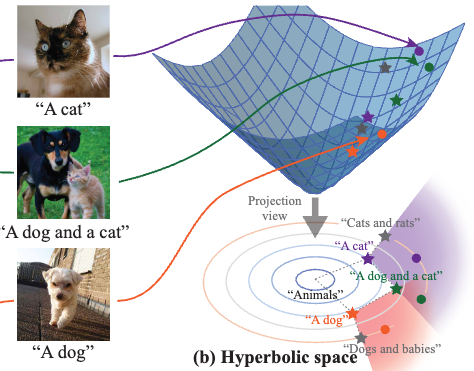 “A cat”
“A dog and a cat”
“A dog”
Projection
view
“Cats and rats”
“A cat”
“A dog and a cat”
“Animals”
“A dog”
“Dogs and babies”
(b) Hyperbolic space